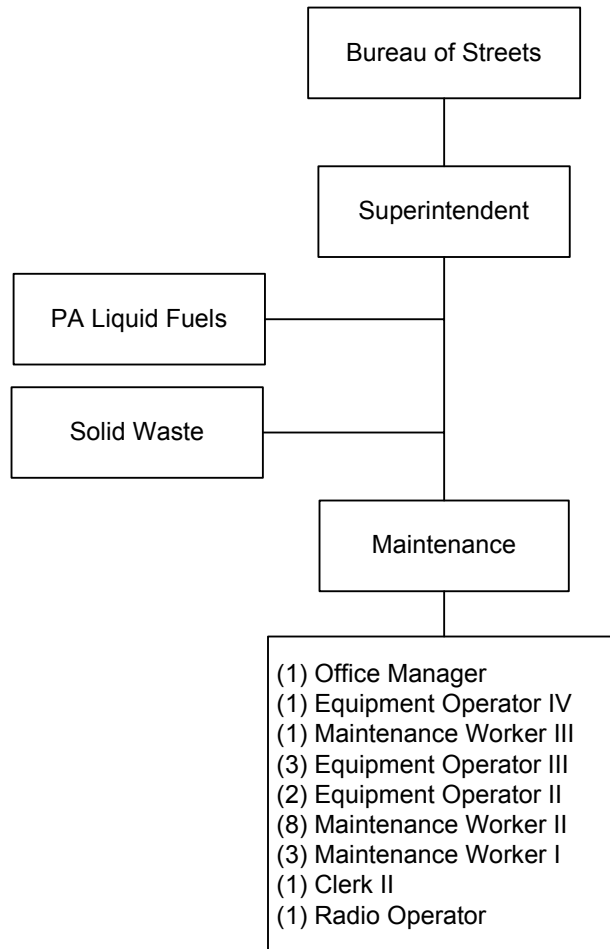 Bureau of Streets
Superintendent
PA Liquid Fuels
Solid Waste
Maintenance
(1) Office Manager
(1) Equipment Operator IV
(1) Maintenance Worker III
(3) Equipment Operator III
(2) Equipment Operator II
(8) Maintenance Worker II
(3) Maintenance Worker I
(1) Clerk II
(1) Radio Operator